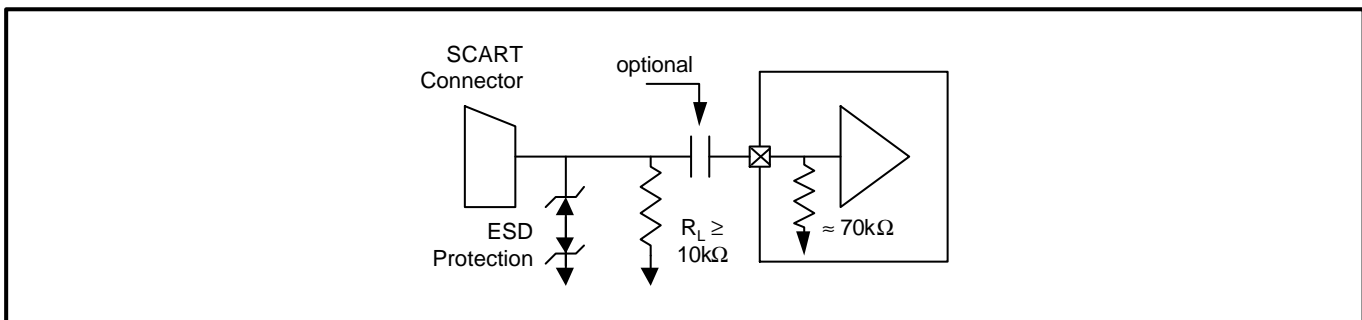 SCART
Connector
optional
ESD
Protection
R_L ≥
10kΩ
≈ 70kΩ